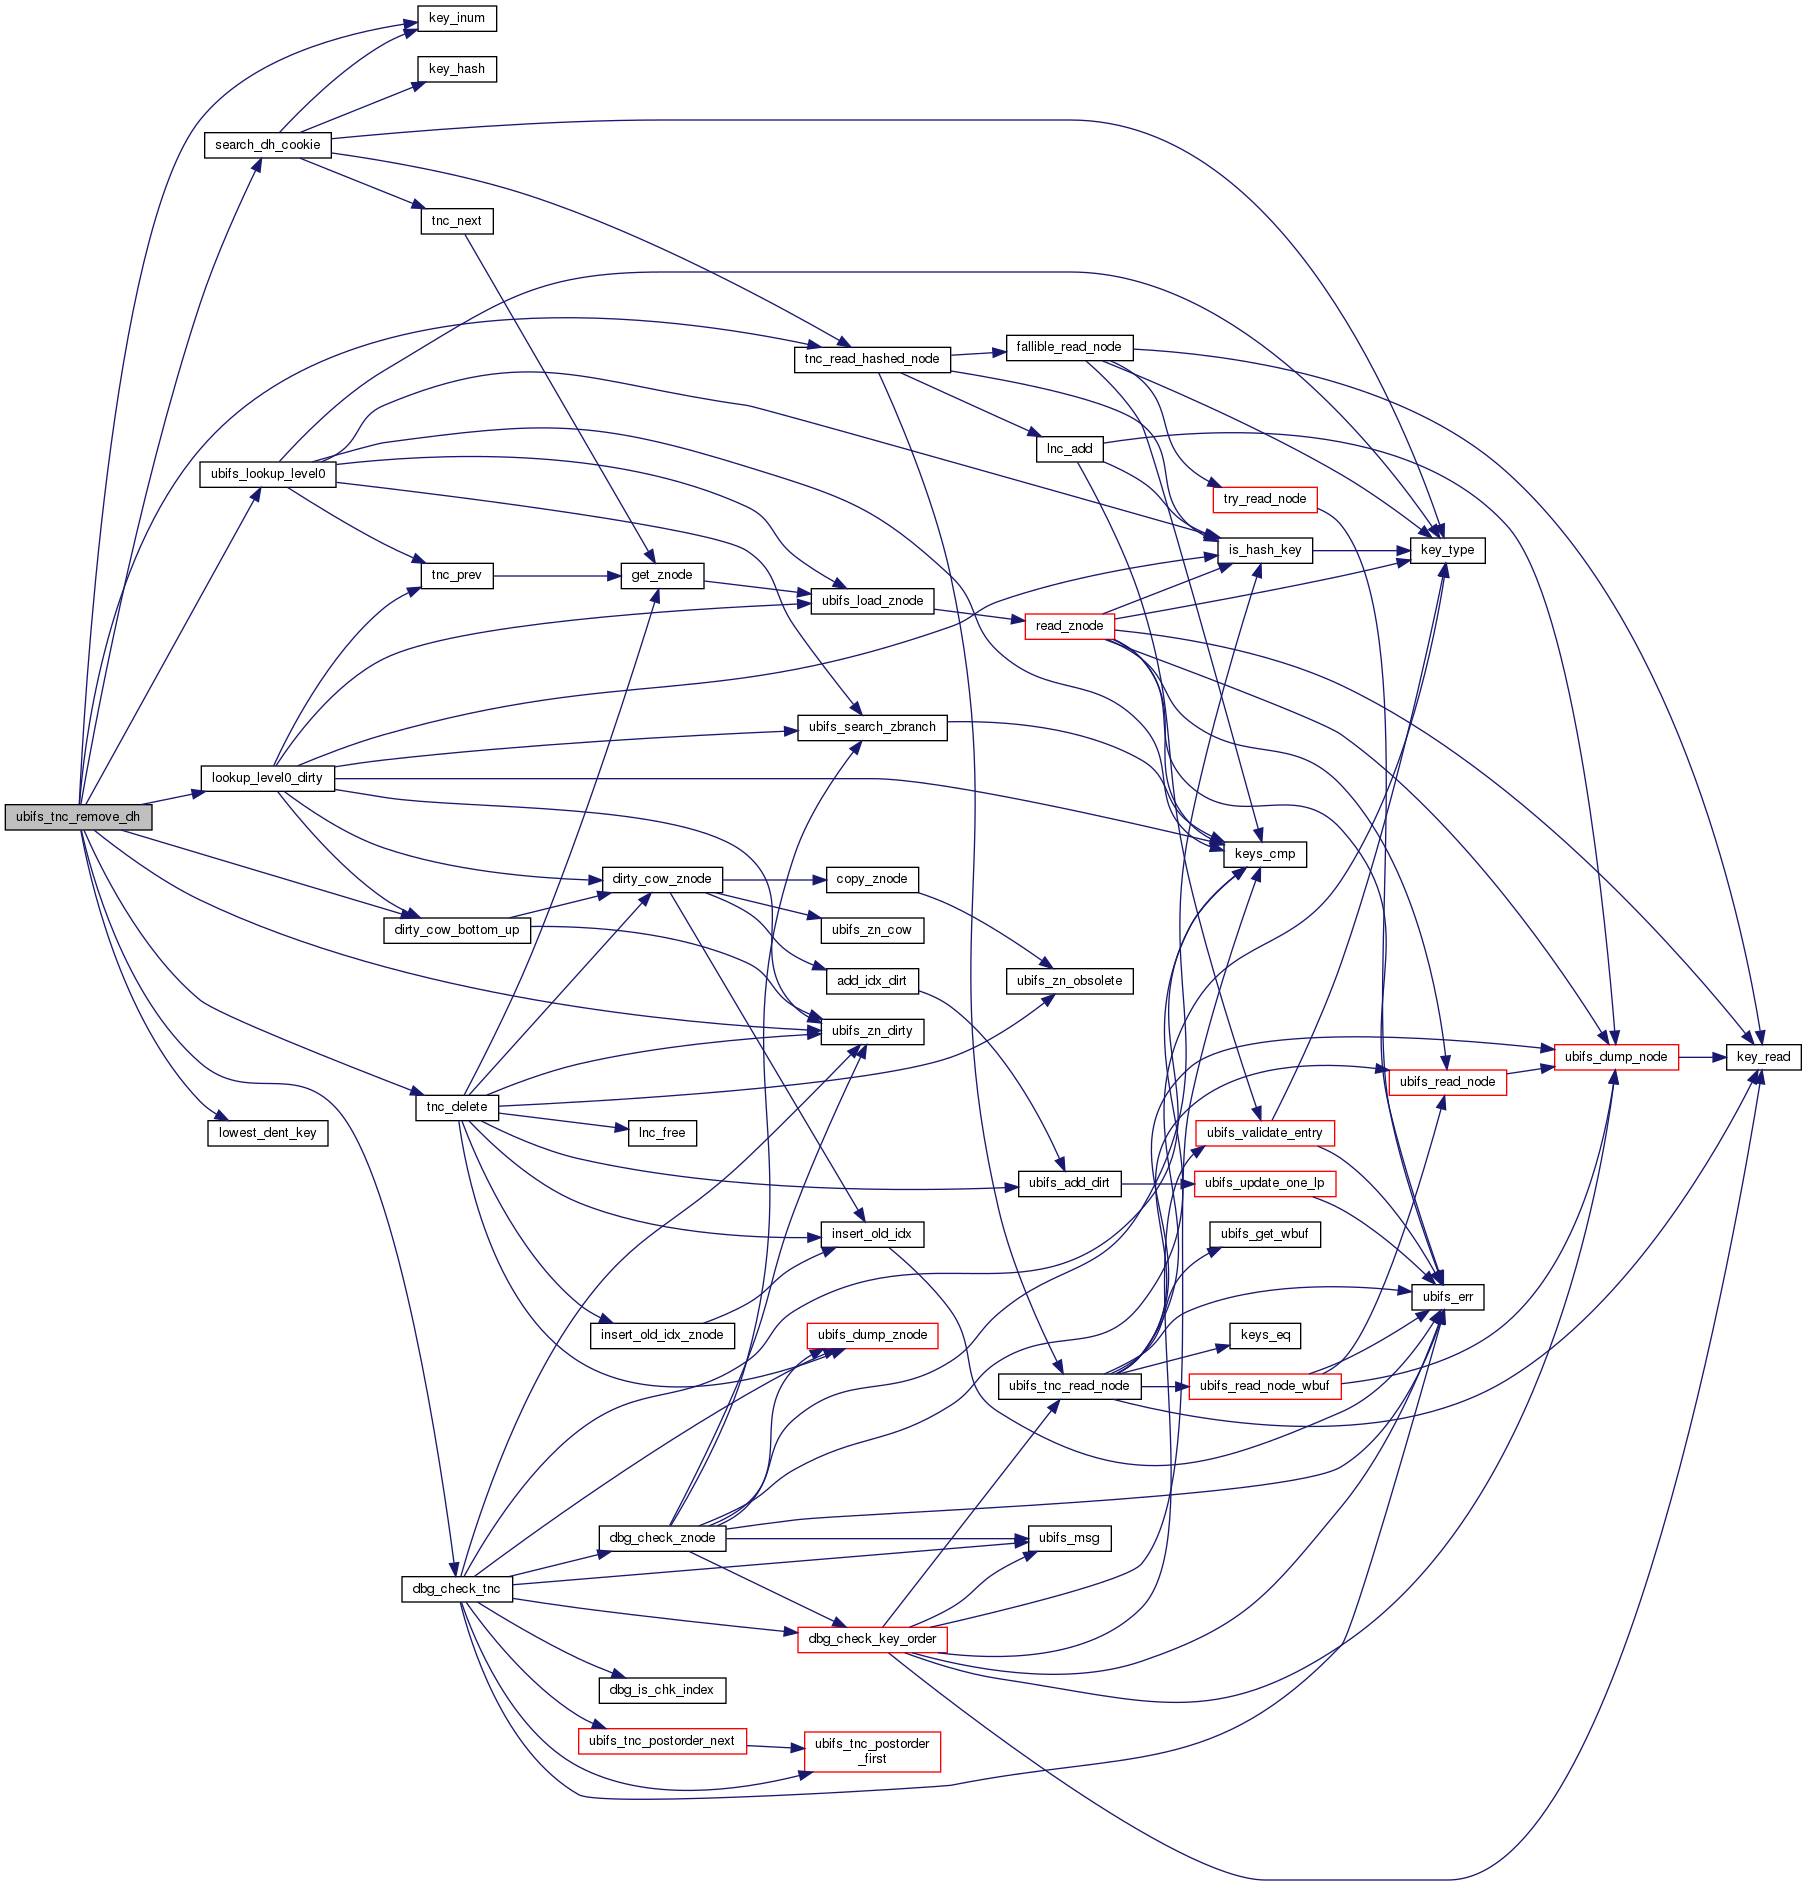 key_inum
key_hash
search_dh_cookie
tnc_next
tnc_read_hashed_node
fallible_read_node
lnc_add
ubifs_lookup_level0
try_read_node
is_hash_key
key_type
tnc_prev
get_znode
ubifs_load_znode
read_znode
ubifs_search_zbranch
lookup_level0_dirty
ubifs_tnc_remove_dh
keys_cmp
dirty_cow_znode
copy_znode
dirty_cow_bottom_up
ubifs_zn_cow
add_idx_dirt
ubifs_zn_obsolete
ubifs_zn_dirty
ubifs_dump_node
key_read
ubifs_read_node
tnc_delete
lowest_dent_key
lnc_free
ubifs_validate_entry
ubifs_add_dirt
ubifs_update_one_lp
insert_old_idx
ubifs_get_wbuf
ubifs_err
insert_old_idx_znode
ubifs_dump_znode
keys_eq
ubifs_tnc_read_node
ubifs_read_node_wbuf
dbg_check_znode
ubifs_msg
dbg_check_tnc
dbg_check_key_order
dbg_is_chk_index
ubifs_tnc_postorder_next
ubifs_tnc_postorder
_first